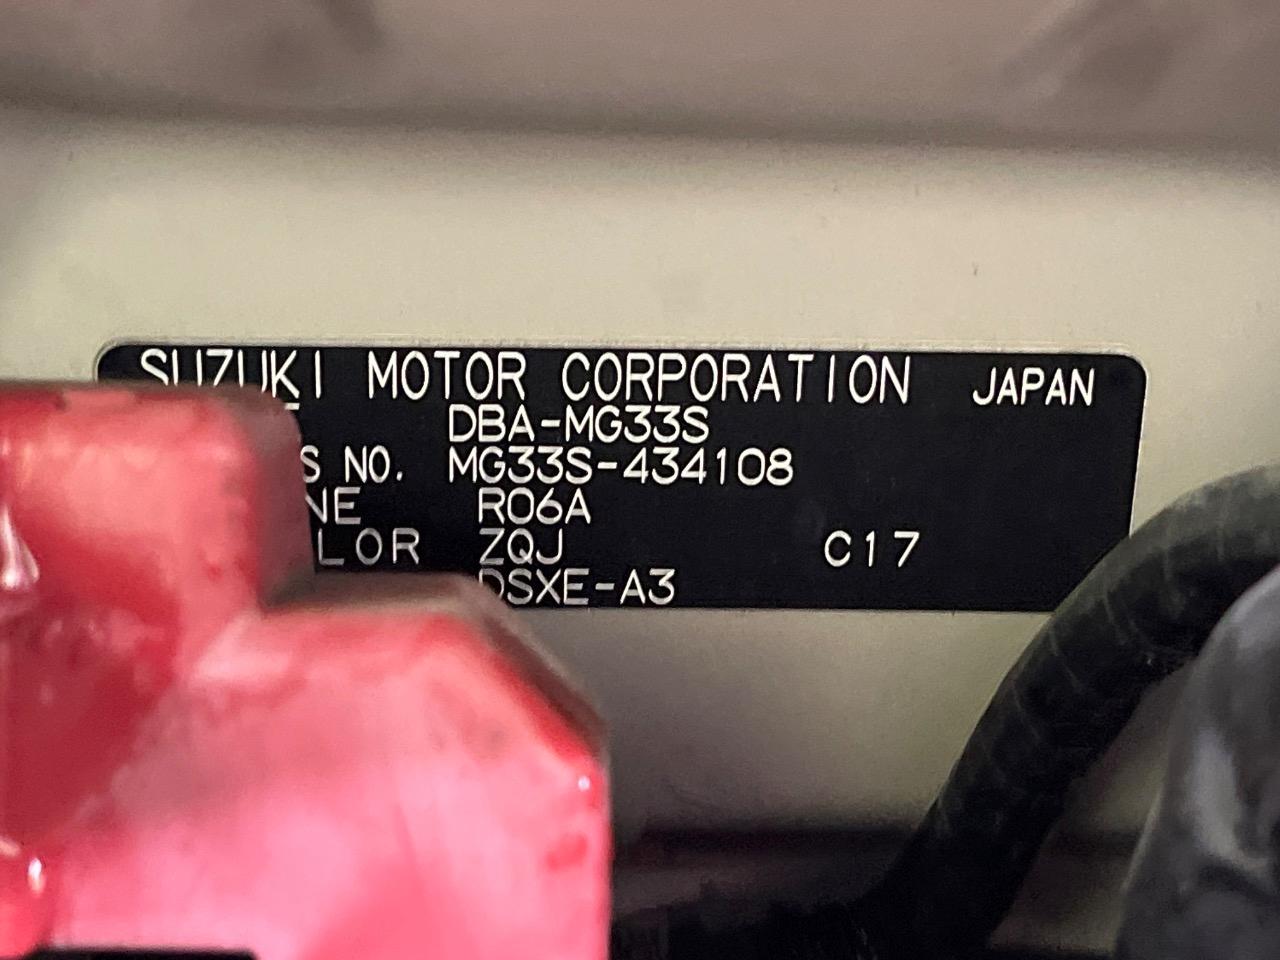 SUZUKI MOTOR CORPORATION JAPAN
DBA-MG33S
S NO. MG33S-434108
NE R06A
LOR ZQJ C17
DSXE-A3